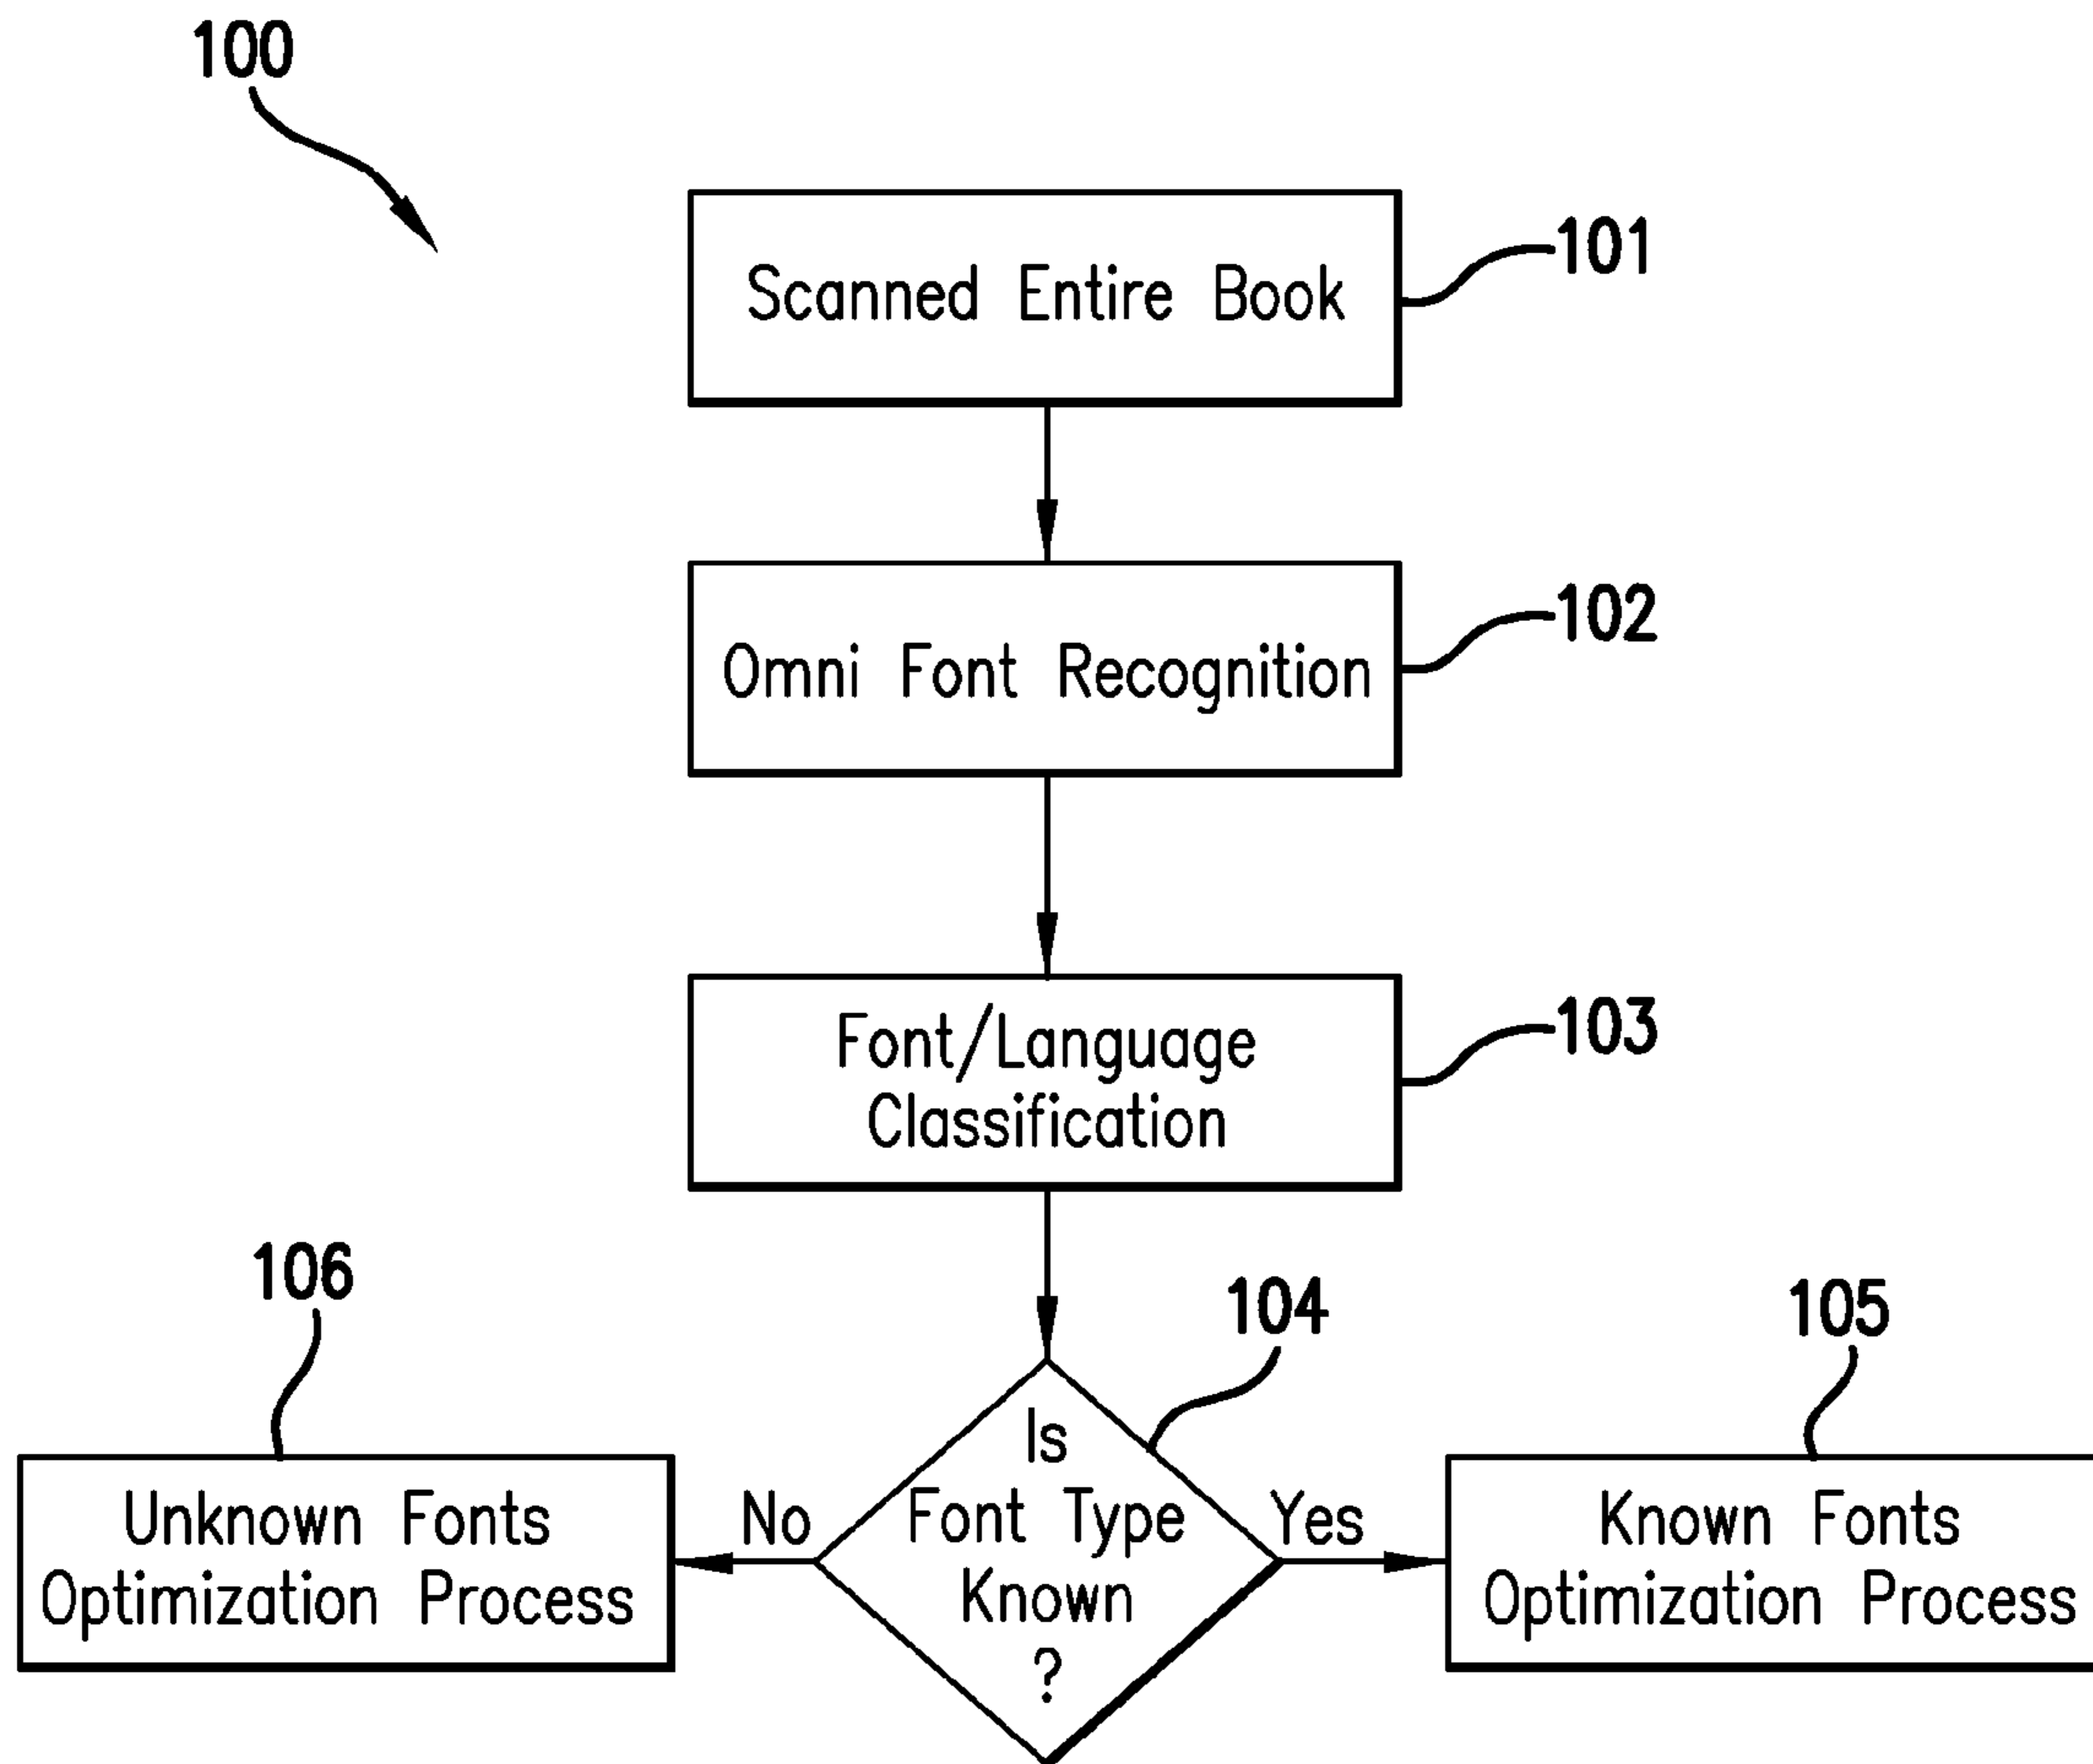 100
Scanned Entire Book
101
Omni Font Recognition
102
Font/Language
Classification
103
106
104
105
Is
Font Type
Known
?
No
Yes
Unknown Fonts
Optimization Process
Known Fonts
Optimization Process